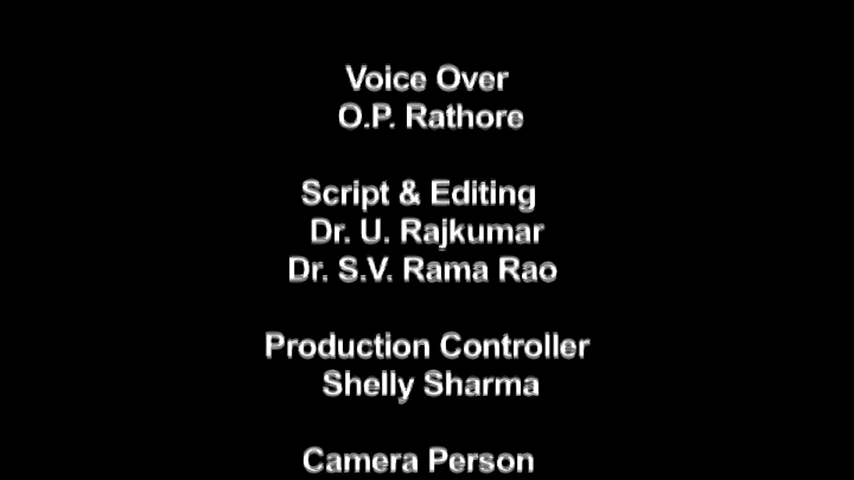 Voice Over
O.P. Rathore
Script & Editing
Dr. U. Rajkumar
Dr. S.V. Rama Rao
Production Controller
Shelly Sharma
Camera Person